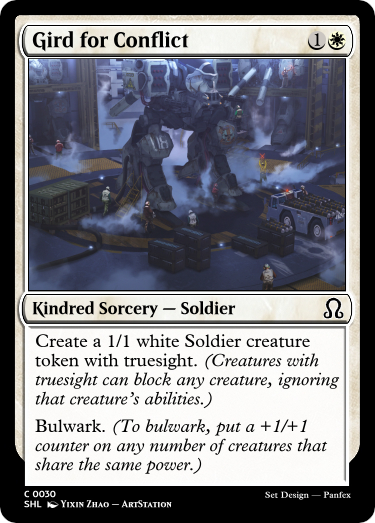 Gird for Conflict 1
Kindred Sorcery — Soldier
Create a 1/1 white Soldier creature
token with truesight. (Creatures with
truesight can block any creature, ignoring
that creature's abilities.)
Bulwark. (To bulwark, put a +1/+1
counter on any number of creatures that
share the same power.)
C 0030
SHL Yixin Zhao — ArtStation
Set Design — Panfex